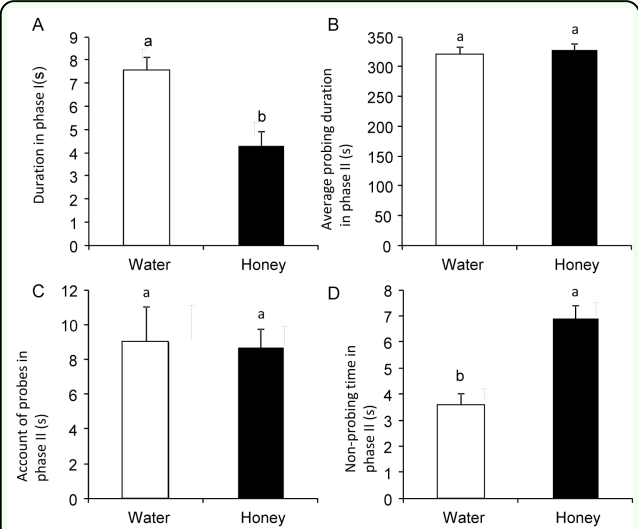 A
Duration in phase I(s)
9
8
7
6
5
4
3
2
1
0
a
b
Water
Honey
B
Average probing duration
in phase II (s)
350
300
250
200
150
100
50
0
a
a
Water
Honey
C
Account of probes in
phase II (s)
12
10
8
6
4
2
0
a
a
Water
Honey
D
Non-probing time in
phase II (s)
8
7
6
5
4
3
2
1
0
b
a
Water
Honey